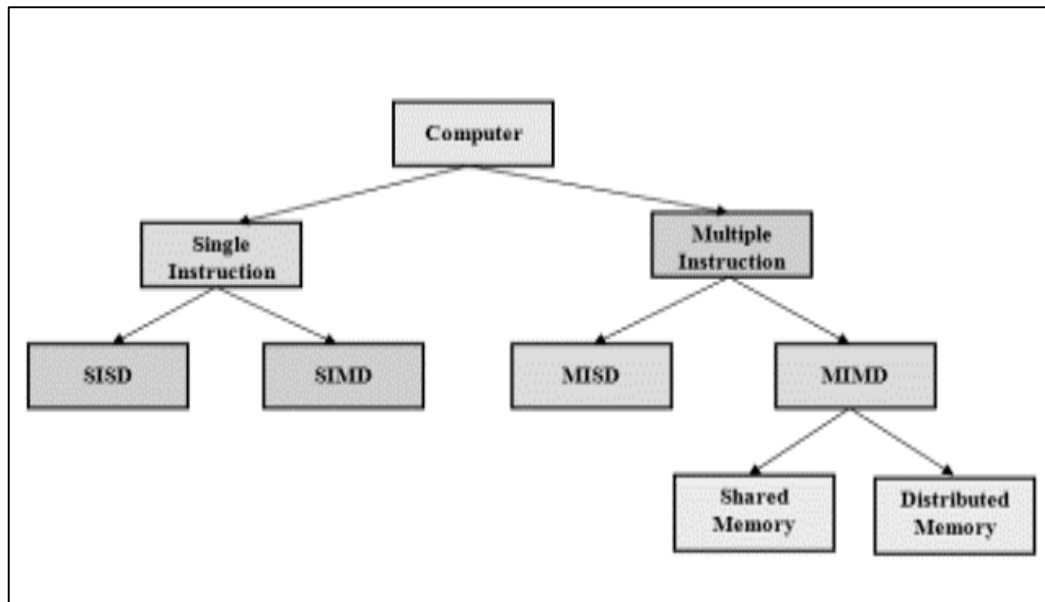 Computer
Single
Instruction
Multiple
Instruction
SISD
SIMD
MISD
MIMD
Shared
Memory
Distributed
Memory